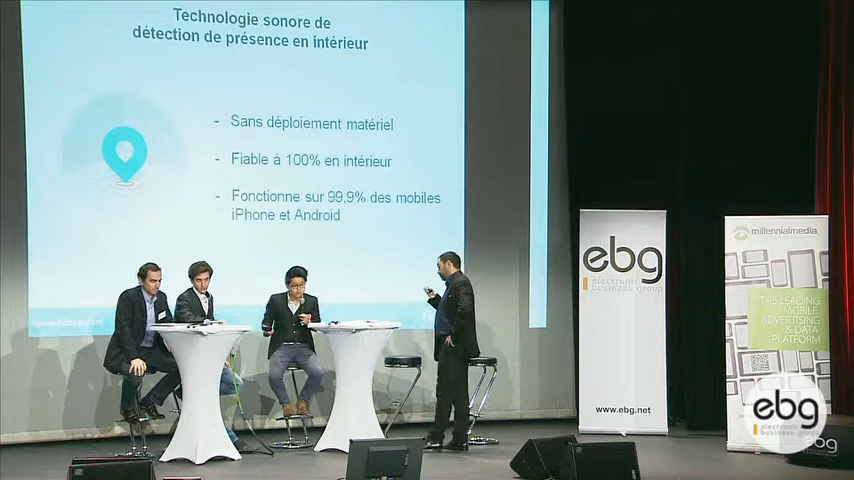 Technologie sonore de
détection de présence en intérieur
- Sans déploiement matériel
- Fiable à 100% en intérieur
- Fonctionne sur 99,9% des mobiles
iPhone et Android
ebg
electronic
business group
www.ebg.net
millennialmedia
THE LEADING
MOBILE
ADVERTISING
& DATA
PLATFORM
ebg
electronic
business group
ebg